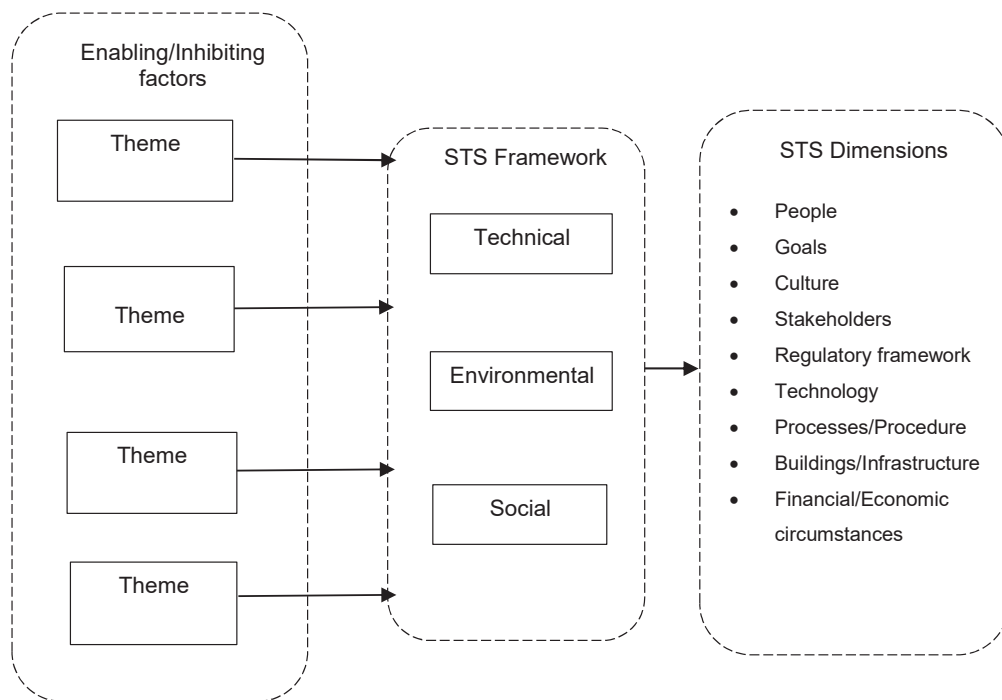 Enabling/Inhibiting
factors
Theme
Theme
Theme
Theme
STS Framework
Technical
Environmental
Social
STS Dimensions
• People
• Goals
• Culture
• Stakeholders
• Regulatory framework
• Technology
• Processes/Procedure
• Buildings/Infrastructure
• Financial/Economic
circumstances